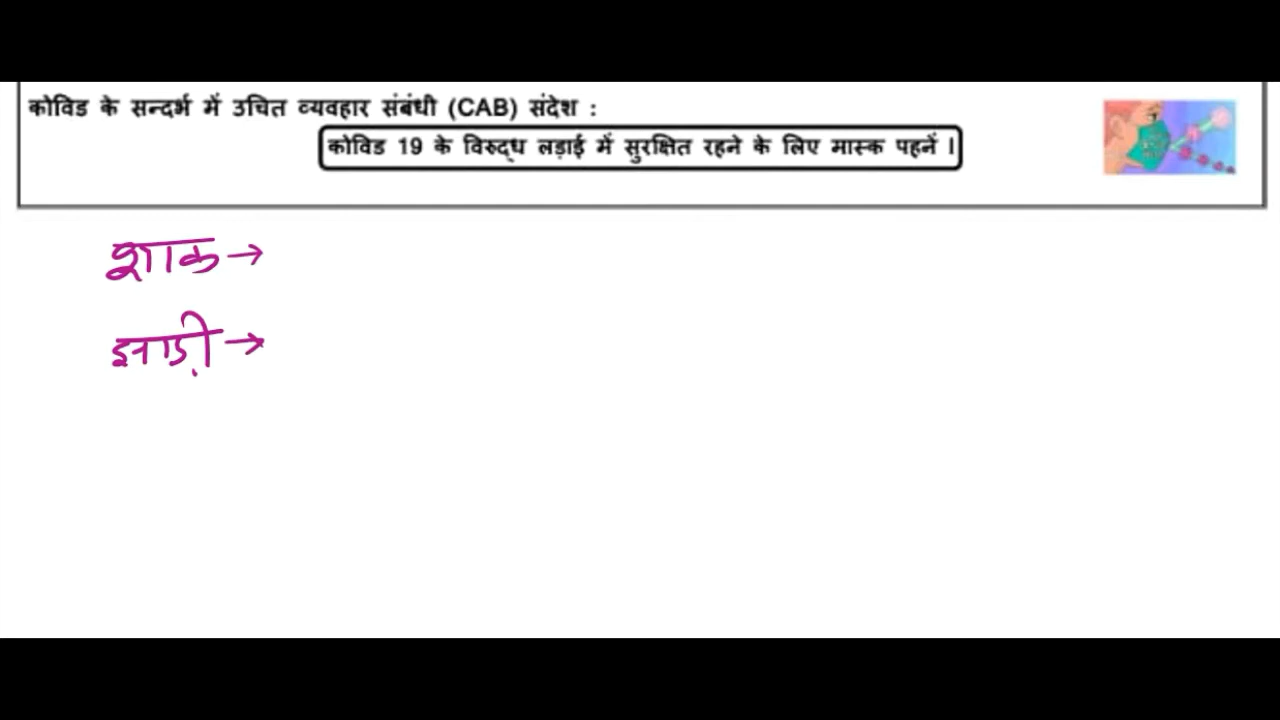 कोविड के सन्दर्भ में उचित व्यवहार संबंधी (CAB) संदेश :
कोविड 19 के विरुद्ध लड़ाई में सुरक्षित रहने के लिए मास्क पहनें ।
शाक →
झाड़ी →